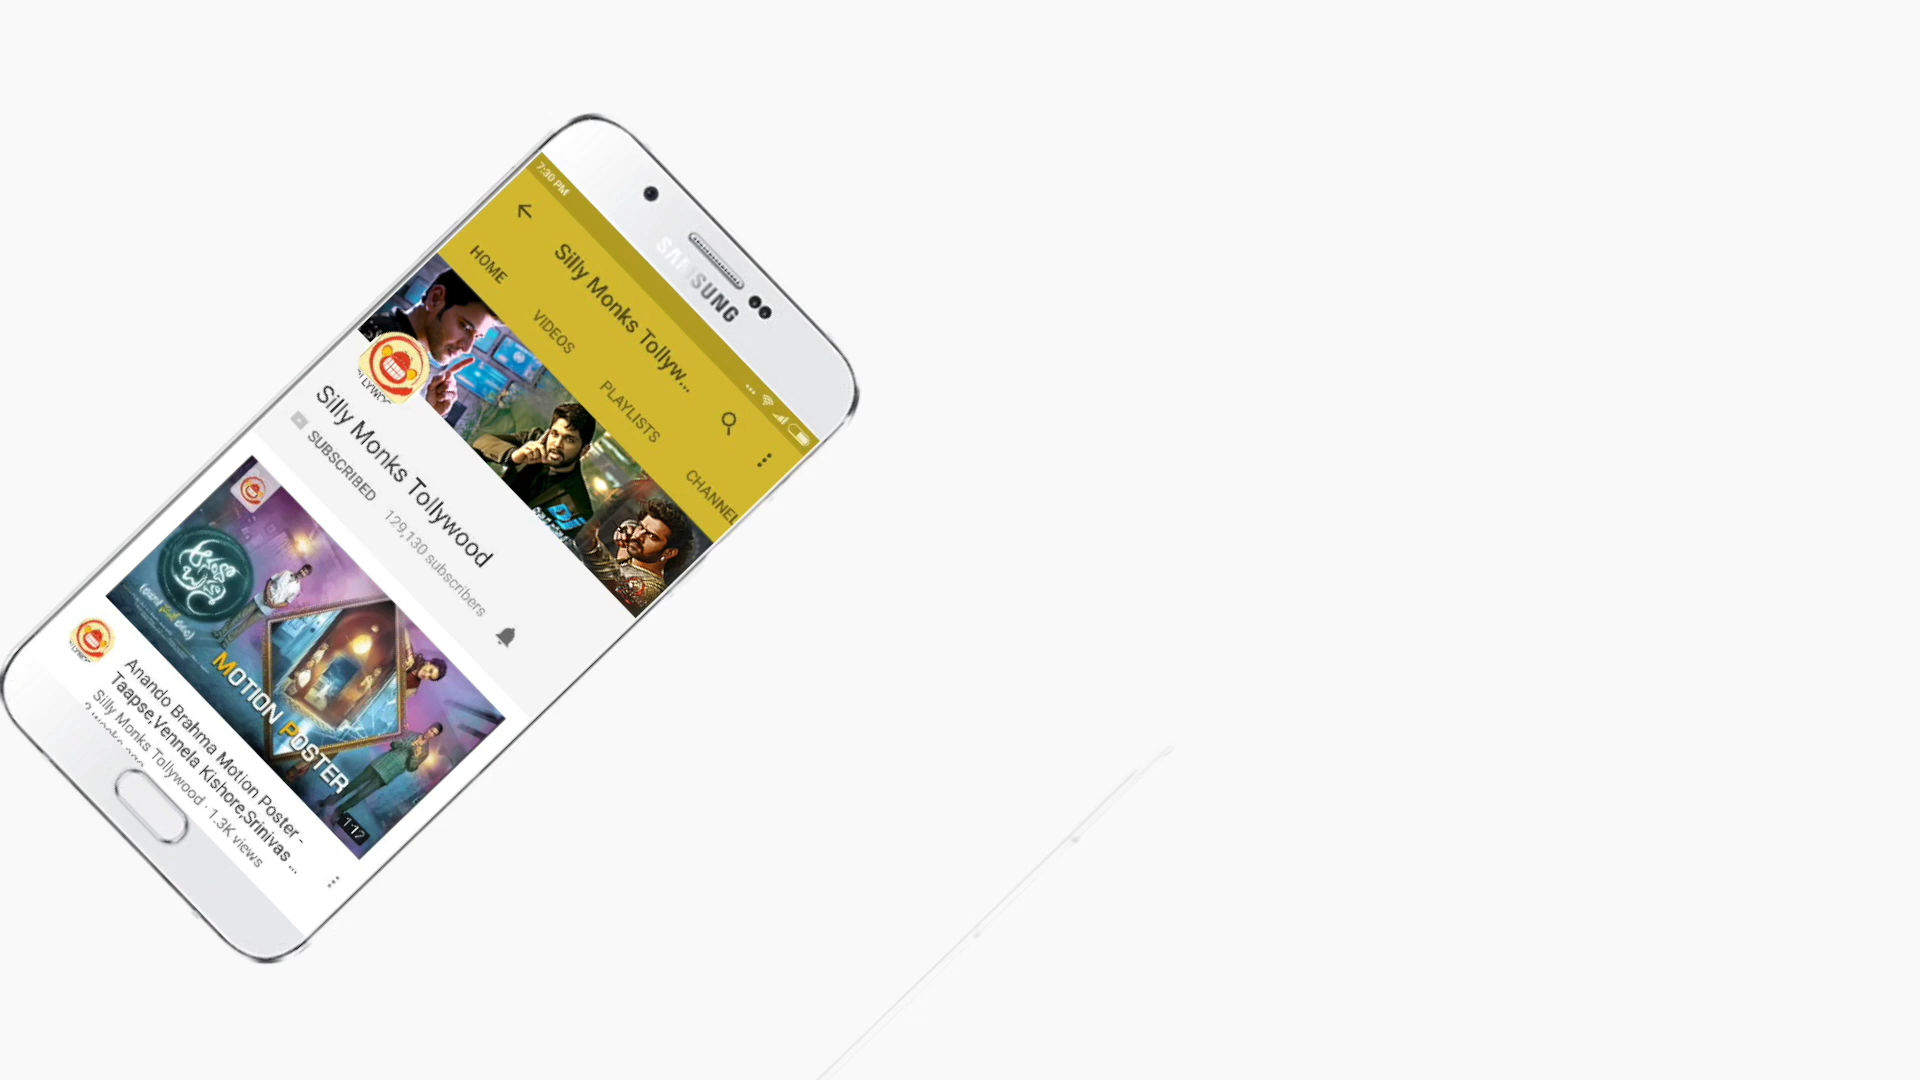 SAMSUNG
7:30 PM
Silly Monks Tollyw...
HOME
VIDEOS
PLAYLISTS
CHANNEL
DJ
Silly Monks Tollywood
SUBSCRIBED
129,130 subscribers
MOTION POSTER
1:12
Anando Brahma Motion Poster -
Taapse,Vennela Kishore,Srinivas ...
Silly Monks Tollywood · 1.3K views